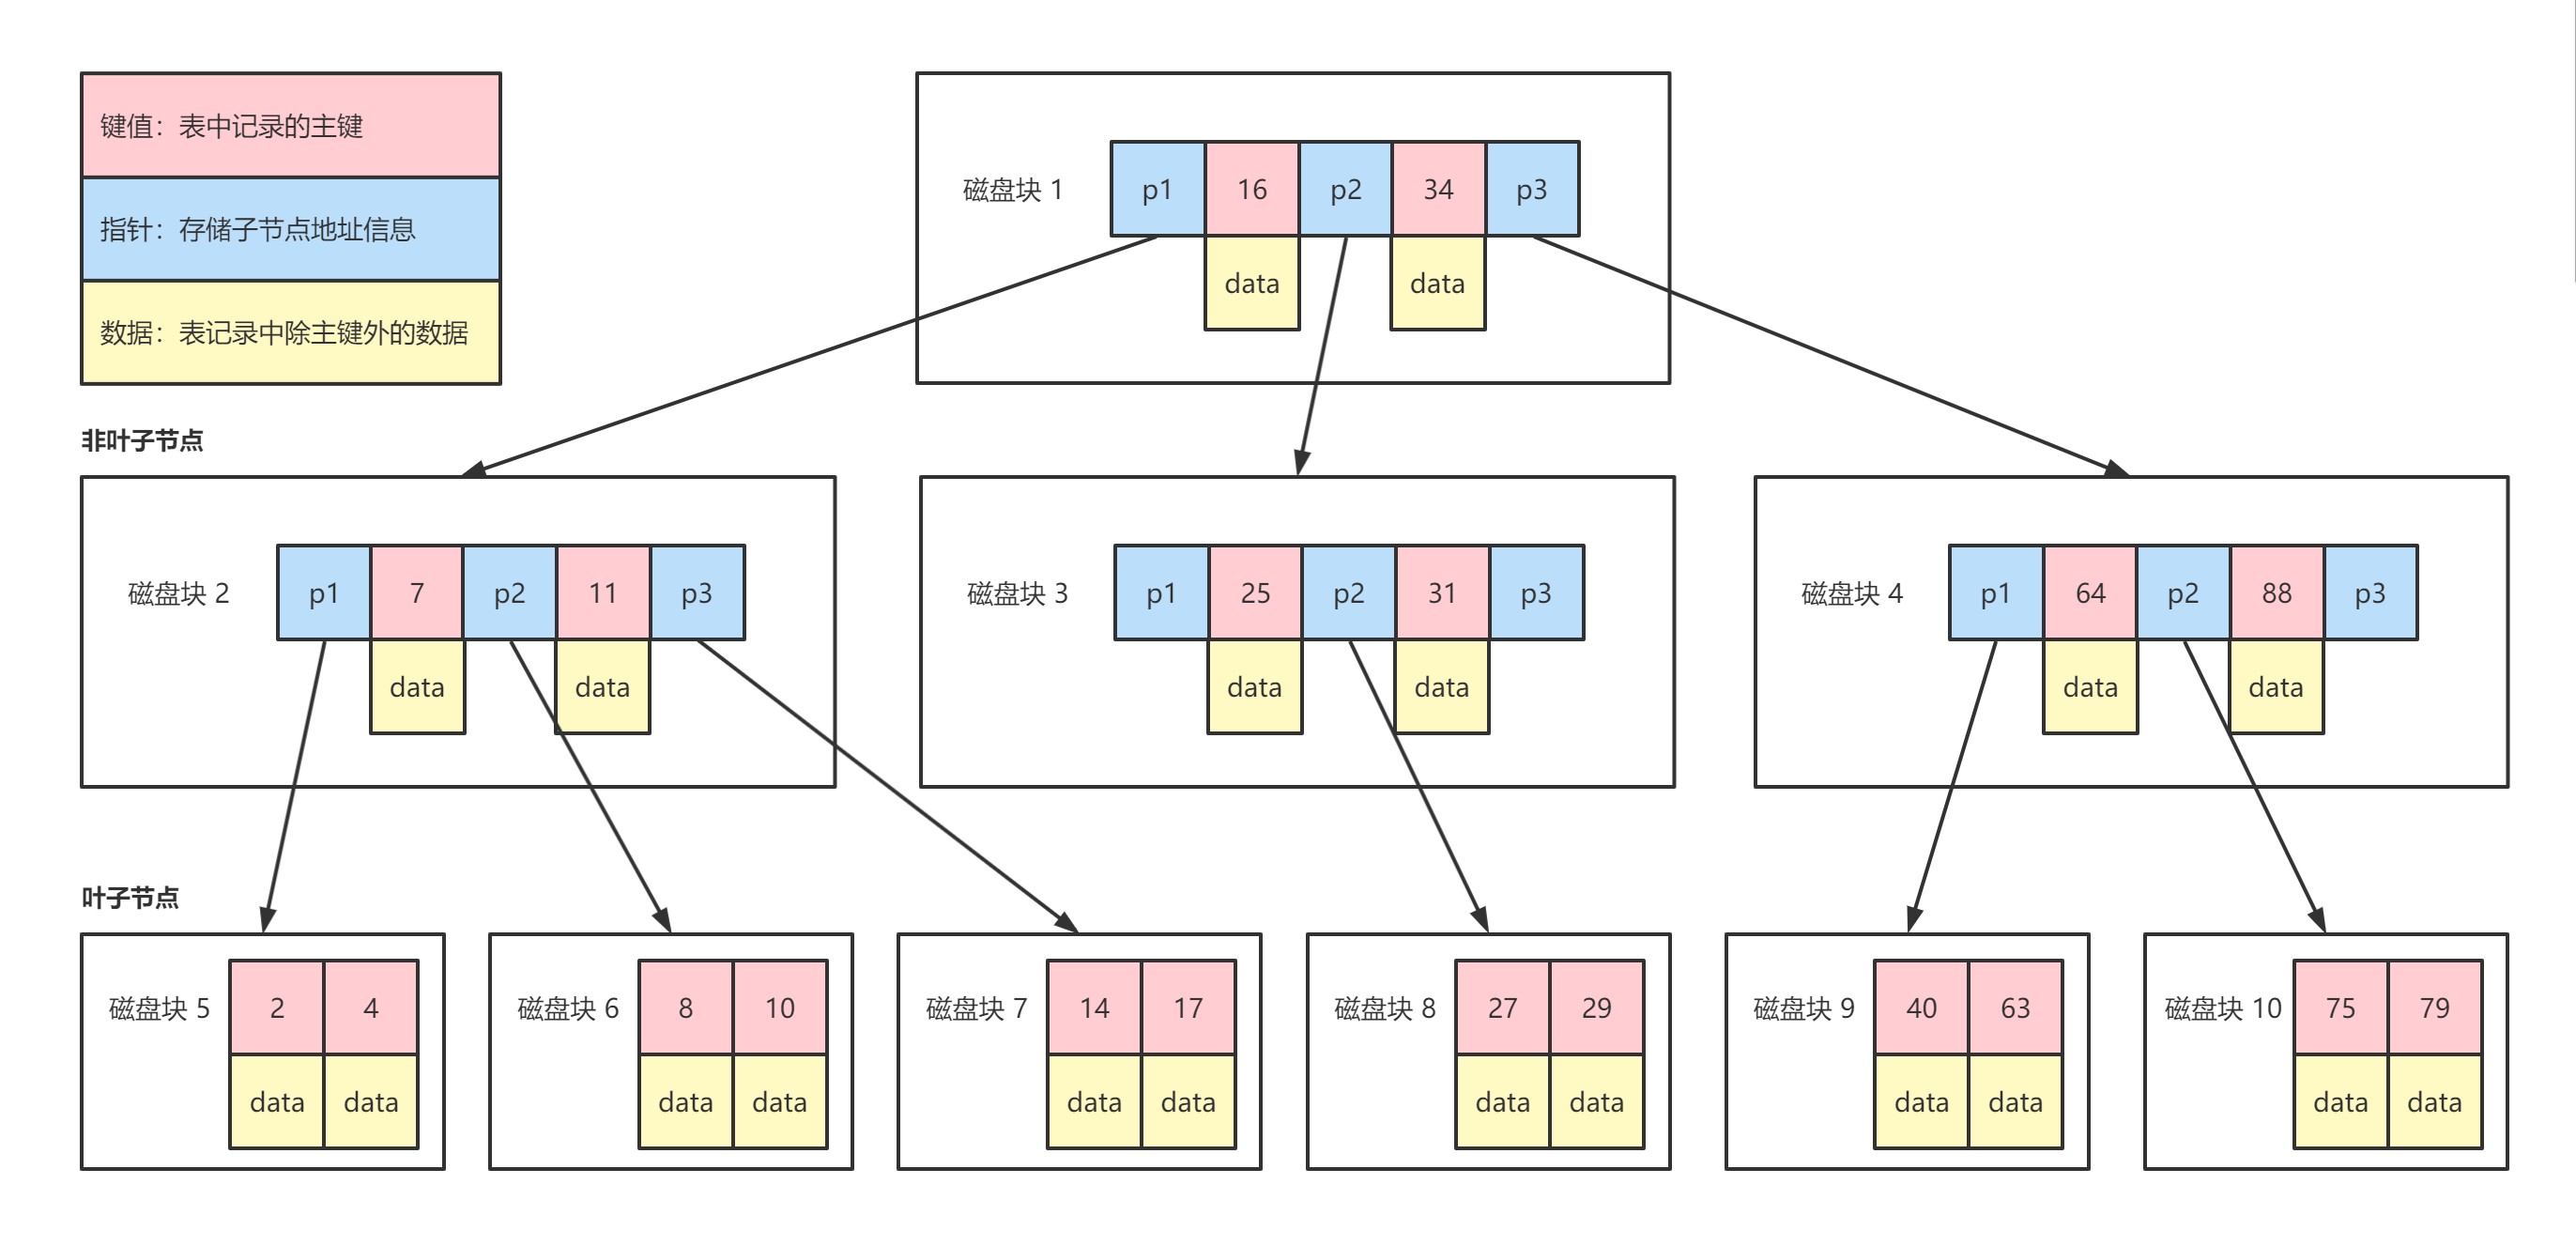 键值：表中记录的主键
指针：存储子节点地址信息
数据：表记录中除主键外的数据
磁盘块 1 p1 16 p2 34 p3
data data
非叶子节点
磁盘块 2 p1 7 p2 11 p3
data data
磁盘块 3 p1 25 p2 31 p3
data data
磁盘块 4 p1 64 p2 88 p3
data data
叶子节点
磁盘块 5 2 4
data data
磁盘块 6 8 10
data data
磁盘块 7 14 17
data data
磁盘块 8 27 29
data data
磁盘块 9 40 63
data data
磁盘块 10 75 79
data data